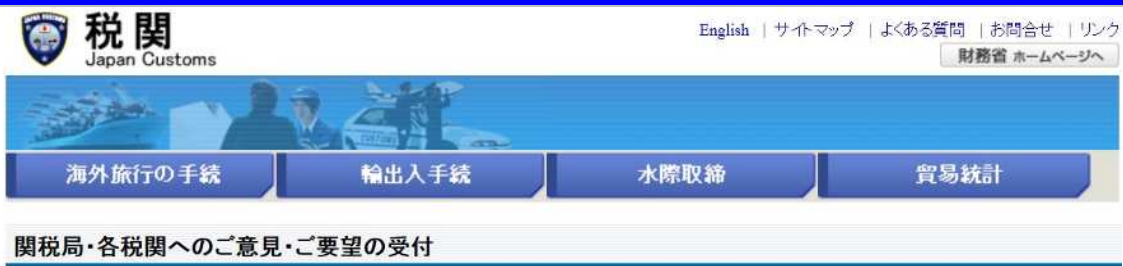 税関
Japan Customs
English | サイトマップ | よくある質問 | お問合せ | リンク
財務省 ホームページへ
海外旅行の手続
輸出入手続
水際取締
貿易統計
関税局・各税関へのご意見・ご要望の受付